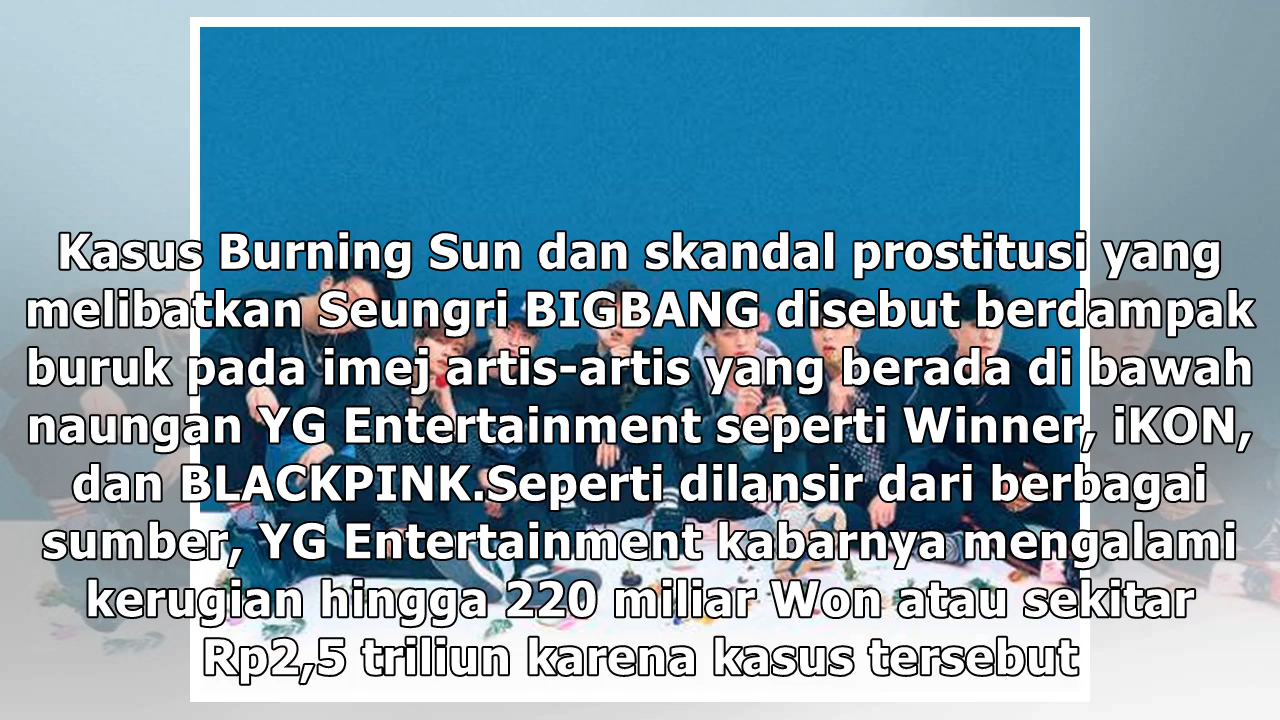 Kasus Burning Sun dan skandal prostitusi yang
melibatkan Seungri BIGBANG disebut berdampak
buruk pada imej artis-artis yang berada di bawah
naungan YG Entertainment seperti Winner, iKON,
dan BLACKPINK.Seperti dilansir dari berbagai
sumber, YG Entertainment kabarnya mengalami
kerugian hingga 220 miliar Won atau sekitar
Rp2,5 triliun karena kasus tersebut